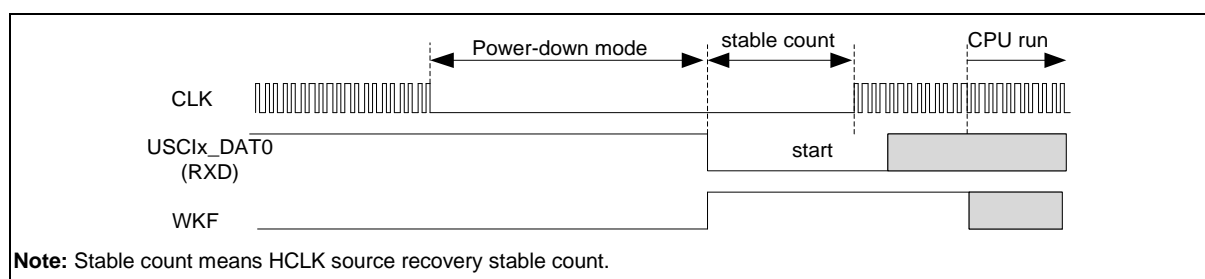 Power-down mode
stable count
CPU run
CLK
USCIx_DAT0
(RXD)
start
WKF
Note: Stable count means HCLK source recovery stable count.